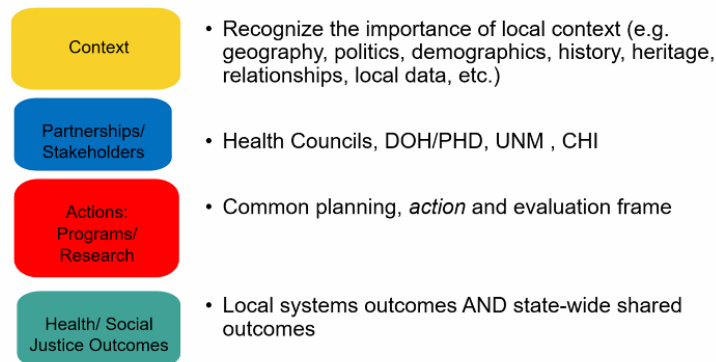 Context
• Recognize the importance of local context (e.g.
geography, politics, demographics, history, heritage,
relationships, local data, etc.)
Partnerships/
Stakeholders
• Health Councils, DOH/PHD, UNM , CHI
Actions:
Programs/
Research
• Common planning, action and evaluation frame
Health/ Social
Justice Outcomes
• Local systems outcomes AND state-wide shared
outcomes